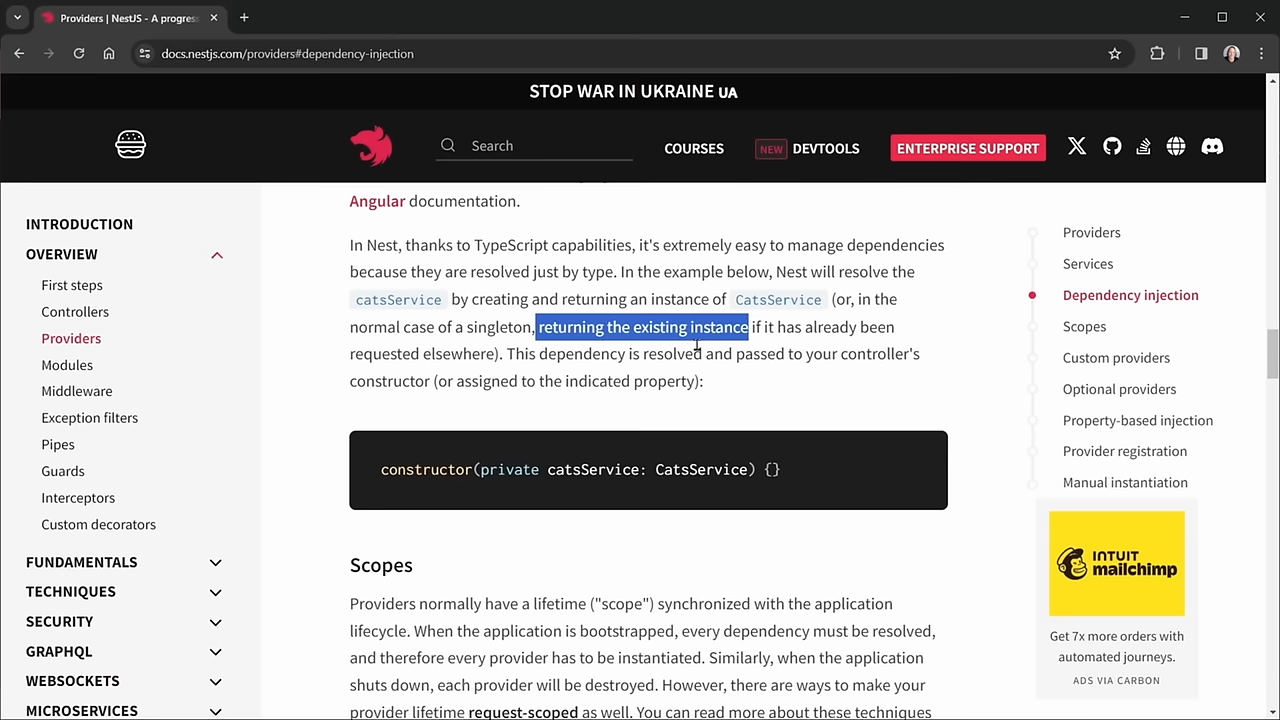 Providers | NestJS - A progres
docs.nestjs.com/providers#dependency-injection
STOP WAR IN UKRAINE UA
Search
COURSES
NEW
DEVTOOLS
ENTERPRISE SUPPORT
INTRODUCTION
OVERVIEW
First steps
Controllers
Providers
Modules
Middleware
Exception filters
Pipes
Guards
Interceptors
Custom decorators
FUNDAMENTALS
TECHNIQUES
SECURITY
GRAPHQL
WEBSOCKETS
MICROSERVICES
Angular documentation.
In Nest, thanks to TypeScript capabilities, it's extremely easy to manage dependencies
because they are resolved just by type. In the example below, Nest will resolve the
catsService by creating and returning an instance of CatsService (or, in the
normal case of a singleton, returning the existing instance if it has already been
requested elsewhere). This dependency is resolved and passed to your controller's
constructor (or assigned to the indicated property):
constructor(private catsService: CatsService) {}
Scopes
Providers normally have a lifetime ("scope") synchronized with the application
lifecycle. When the application is bootstrapped, every dependency must be resolved,
and therefore every provider has to be instantiated. Similarly, when the application
shuts down, each provider will be destroyed. However, there are ways to make your
provider lifetime request-scoped as well. You can read more about these techniques
Providers
Services
Dependency injection
Scopes
Custom providers
Optional providers
Property-based injection
Provider registration
Manual instantiation
INTUIT
mailchimp
Get 7x more orders with
automated journeys.
ADS VIA CARBON